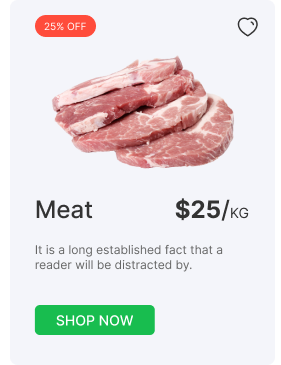 25% OFF
Meat $25/KG
It is a long established fact that a
reader will be distracted by.
SHOP NOW